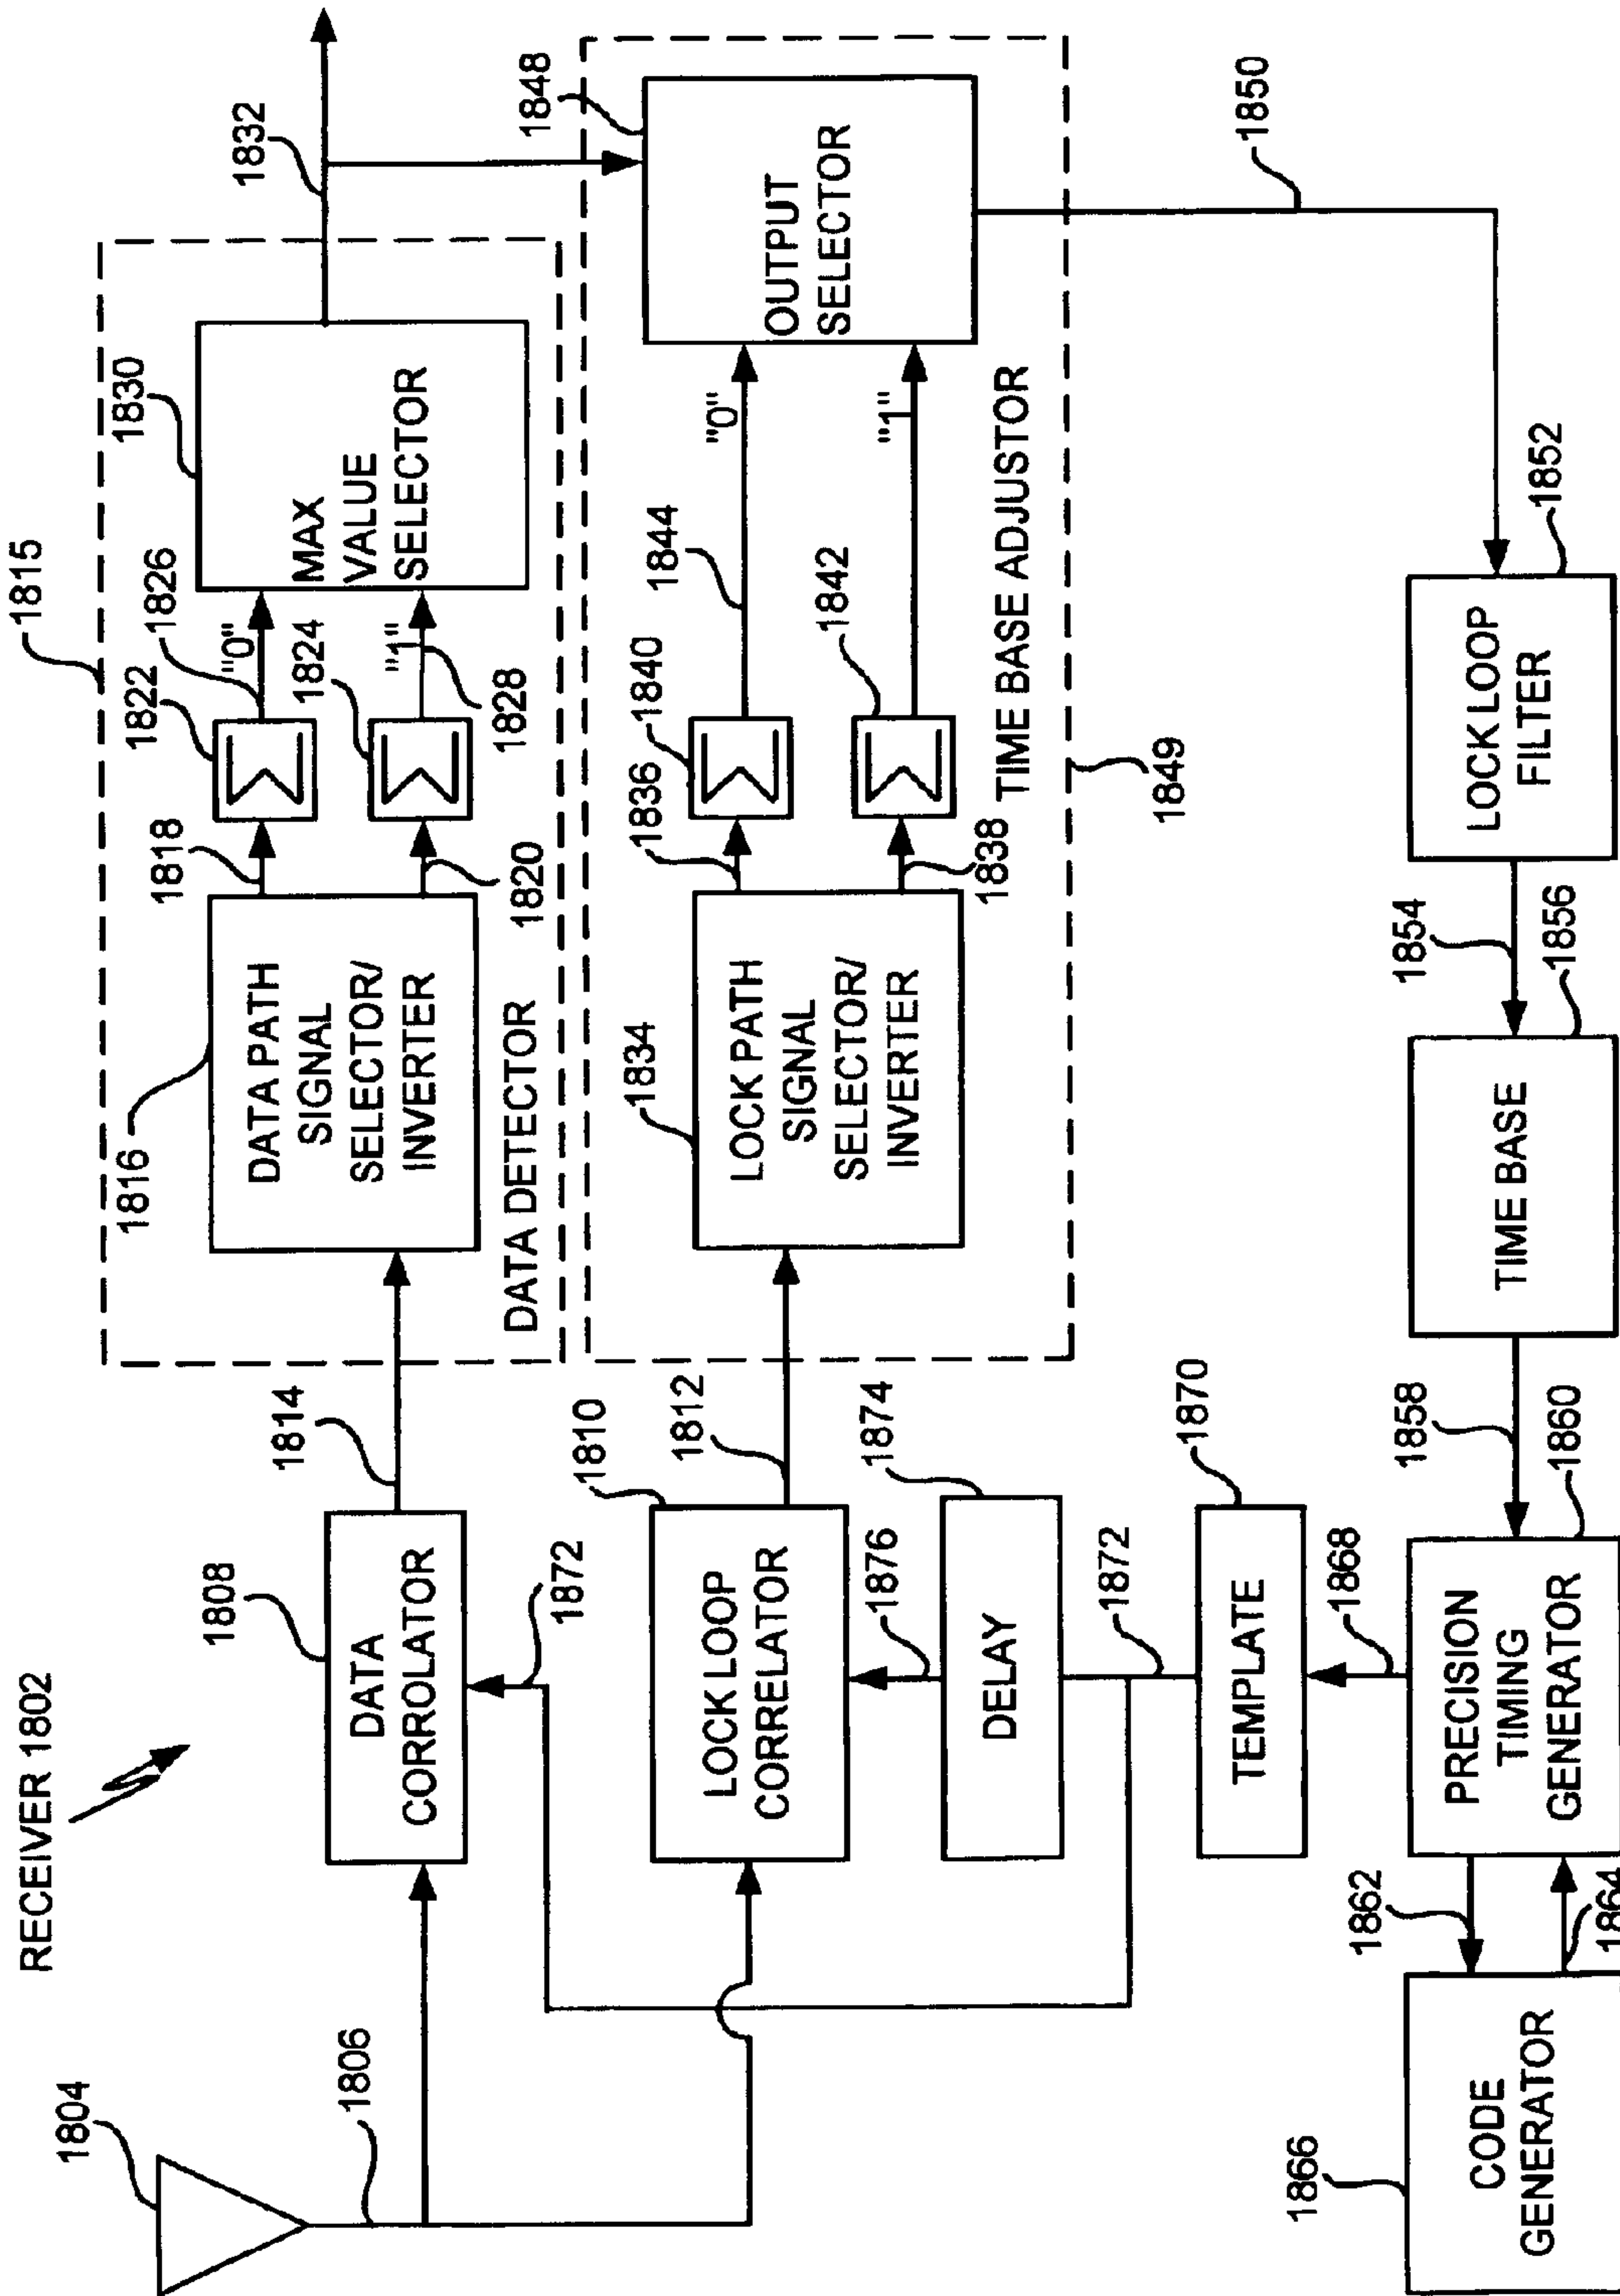 RECEIVER 1802
1804
1806
1808
DATA
CORROLATOR
1872
1814
1815
1816
DATA PATH
SIGNAL
SELECTOR/
INVERTER
1818
1820
1822
1824
1826
"0"
"1"
1828
1830
MAX
VALUE
SELECTOR
DATA DETECTOR
1832
1810
LOCK LOOP
CORRELATOR
1812
1834
LOCK PATH
SIGNAL
SELECTOR/
INVERTER
1836
1838
1840
1842
1844
"0"
"1"
1848
OUTPUT
SELECTOR
TIME BASE ADJUSTOR
1849
1850
1876
1874
DELAY
1872
1870
TEMPLATE
1868
1866
CODE
GENERATOR
1862
1864
PRECISION
TIMING
GENERATOR
1860
1858
TIME BASE
1856
1854
LOCK LOOP
FILTER
1852